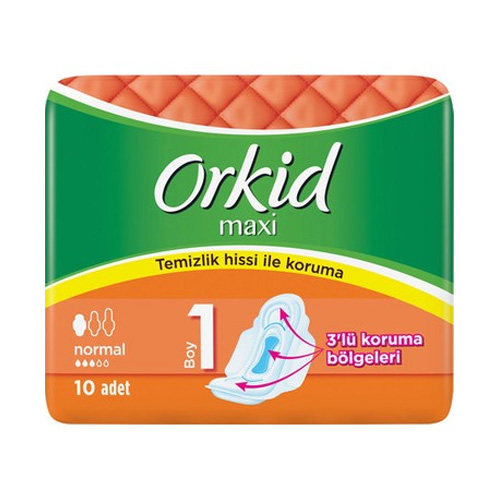 Orkid
maxi
Temizlik hissi ile koruma
normal
10 adet
Boy 1
3'lü koruma
bölgeleri